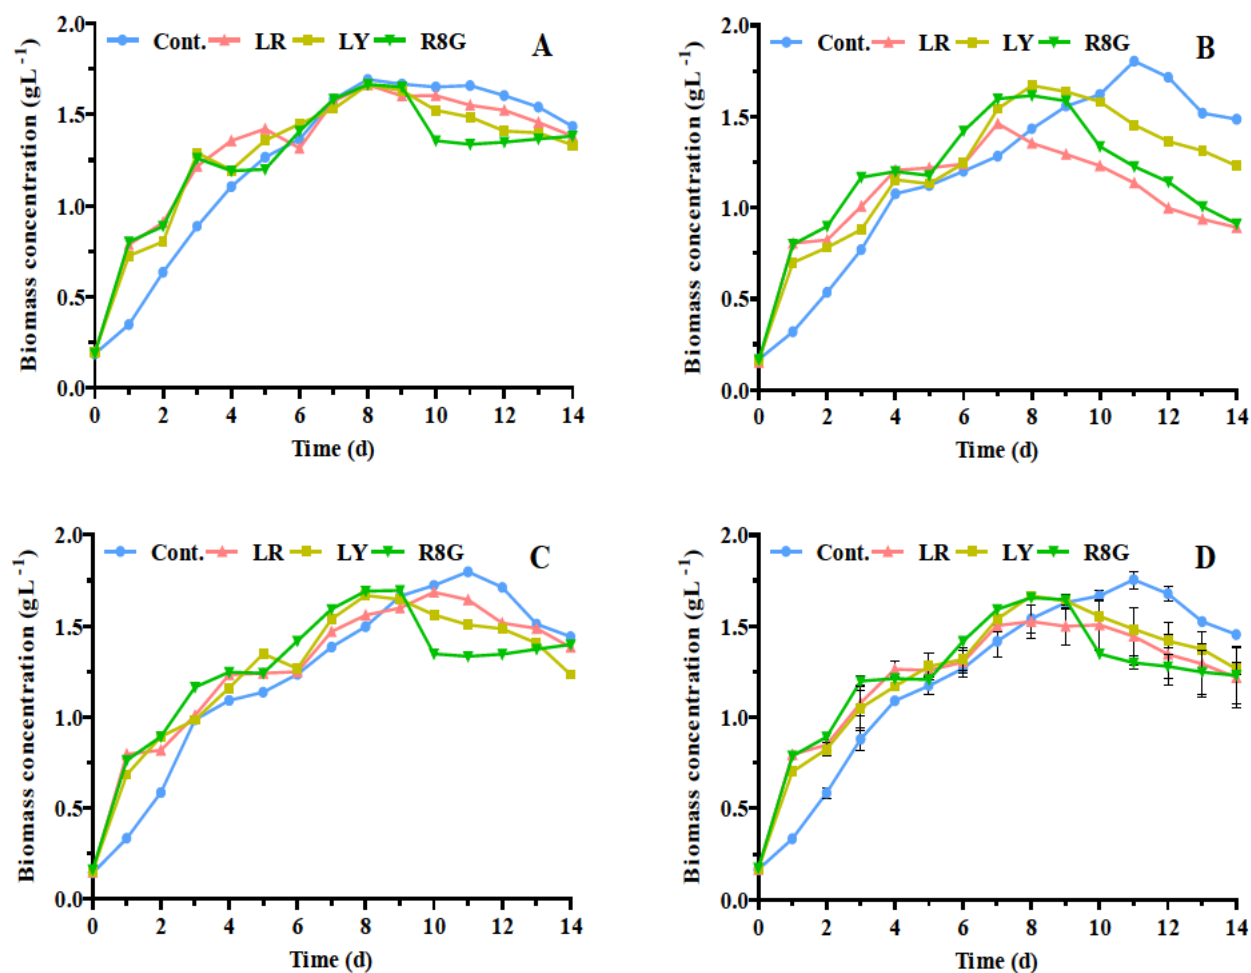 Cont. LR LY R8G
A
Biomass concentration (gL⁻¹)
2.0
1.5
1.0
0.5
0.0
0 2 4 6 8 10 12 14
Time (d)
Cont. LR LY R8G
B
Biomass concentration (gL⁻¹)
2.0
1.5
1.0
0.5
0.0
0 2 4 6 8 10 12 14
Time (d)
Cont. LR LY R8G
C
Biomass concentration (gL⁻¹)
2.0
1.5
1.0
0.5
0.0
0 2 4 6 8 10 12 14
Time (d)
Cont. LR LY R8G
D
Biomass concentration (gL⁻¹)
2.0
1.5
1.0
0.5
0.0
0 2 4 6 8 10 12 14
Time (d)